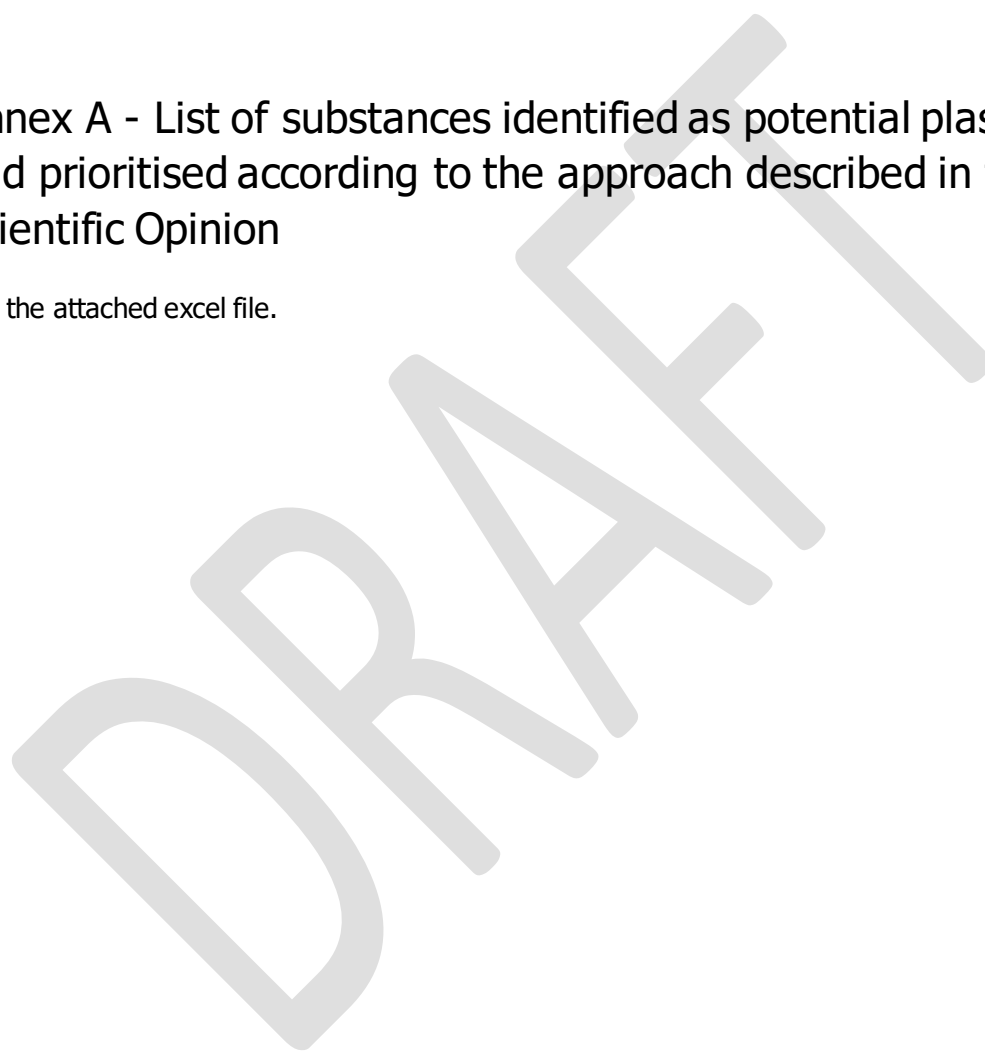 nnex A - List of substances identified as potential plas
d prioritised according to the approach described in
ientific Opinion
the attached excel file.
DRAFT